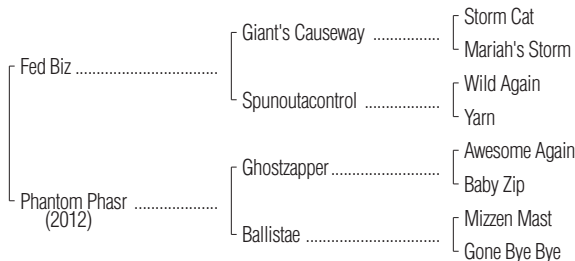 Storm Cat
Giant's Causeway ................
Mariah's Storm
Fed Biz ..................................
Wild Again
Spunoutacontrol ..................
Yarn
Awesome Again
Ghostzapper..........................
Baby Zip
Phantom Phasr ....................
(2012)
Mizzen Mast
Ballistae ................................
Gone Bye Bye